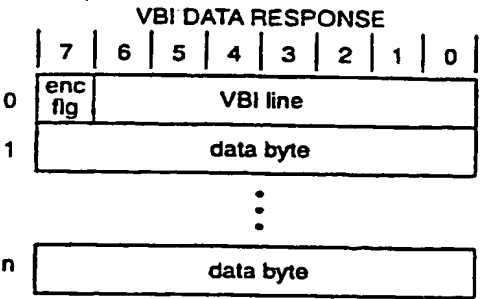 VBI DATA RESPONSE
7 6 5 4 3 2 1 0
enc
flg
0 VBI line
1 data byte
n data byte